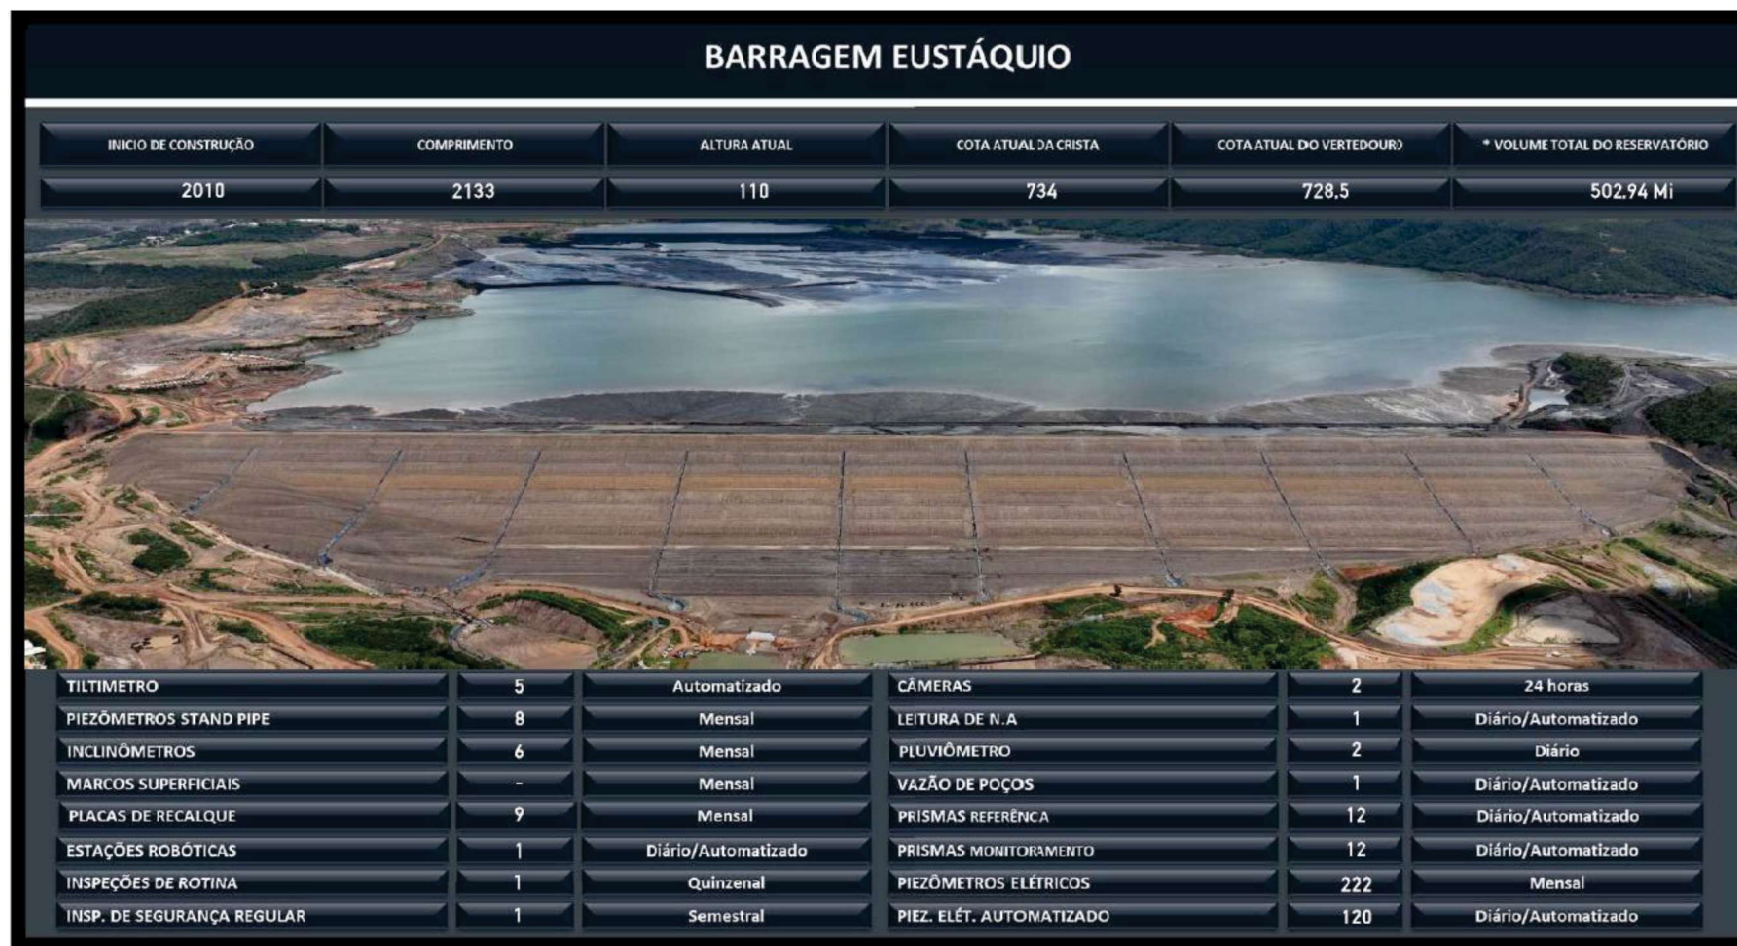 BARRAGEM EUSTÁQUIO
INICIO DE CONSTRUÇÃO COMPRIMENTO ALTURA ATUAL COTA ATUAL DA CRISTA COTA ATUAL DO VERTEDOURO * VOLUME TOTAL DO RESERVATÓRIO
2010 2133 110 734 728,5 502,94 Mi
TILTIMETRO 5 Automatizado CÂMERAS 2 24 horas
PIEZÔMETROS STAND PIPE 8 Mensal LEITURA DE N.A 1 Diário/Automatizado
INCLINÔMETROS 6 Mensal PLUVIÔMETRO 2 Diário
MARCOS SUPERFICIAIS - Mensal VAZÃO DE POÇOS 1 Diário/Automatizado
PLACAS DE RECALQUE 9 Mensal PRISMAS REFERÊNCA 12 Diário/Automatizado
ESTAÇÕES ROBÓTICAS 1 Diário/Automatizado PRISMAS MONITORAMENTO 12 Diário/Automatizado
INSPEÇÕES DE ROTINA 1 Quinzenal PIEZÔMETROS ELÉTRICOS 222 Mensal
INSP. DE SEGURANÇA REGULAR 1 Semestral PIEZ. ELÉT. AUTOMATIZADO 120 Diário/Automatizado